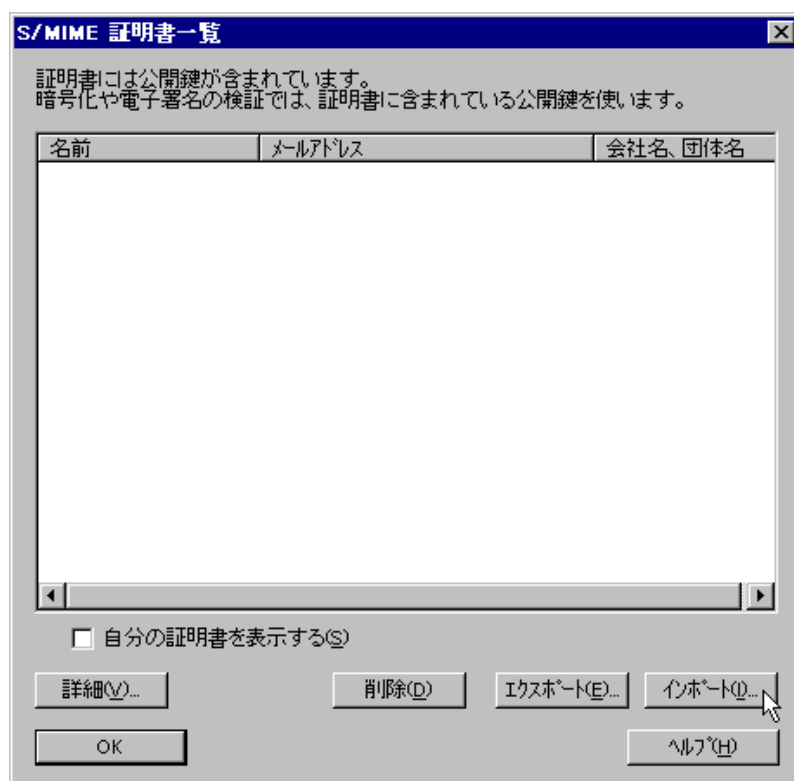 S/MIME 証明書一覧
証明書には公開鍵が含まれています。
暗号化や電子署名の検証では、証明書に含まれている公開鍵を使います。
名前 ﾒｰﾙｱﾄﾞﾚｽ 会社名、団体名
自分の証明書を表示する(S)
詳細(V)... 削除(D) ｴｸｽﾎﾟｰﾄ(E)... ｲﾝﾎﾟｰﾄ(I)...
OK ﾍﾙﾌﾟ(H)